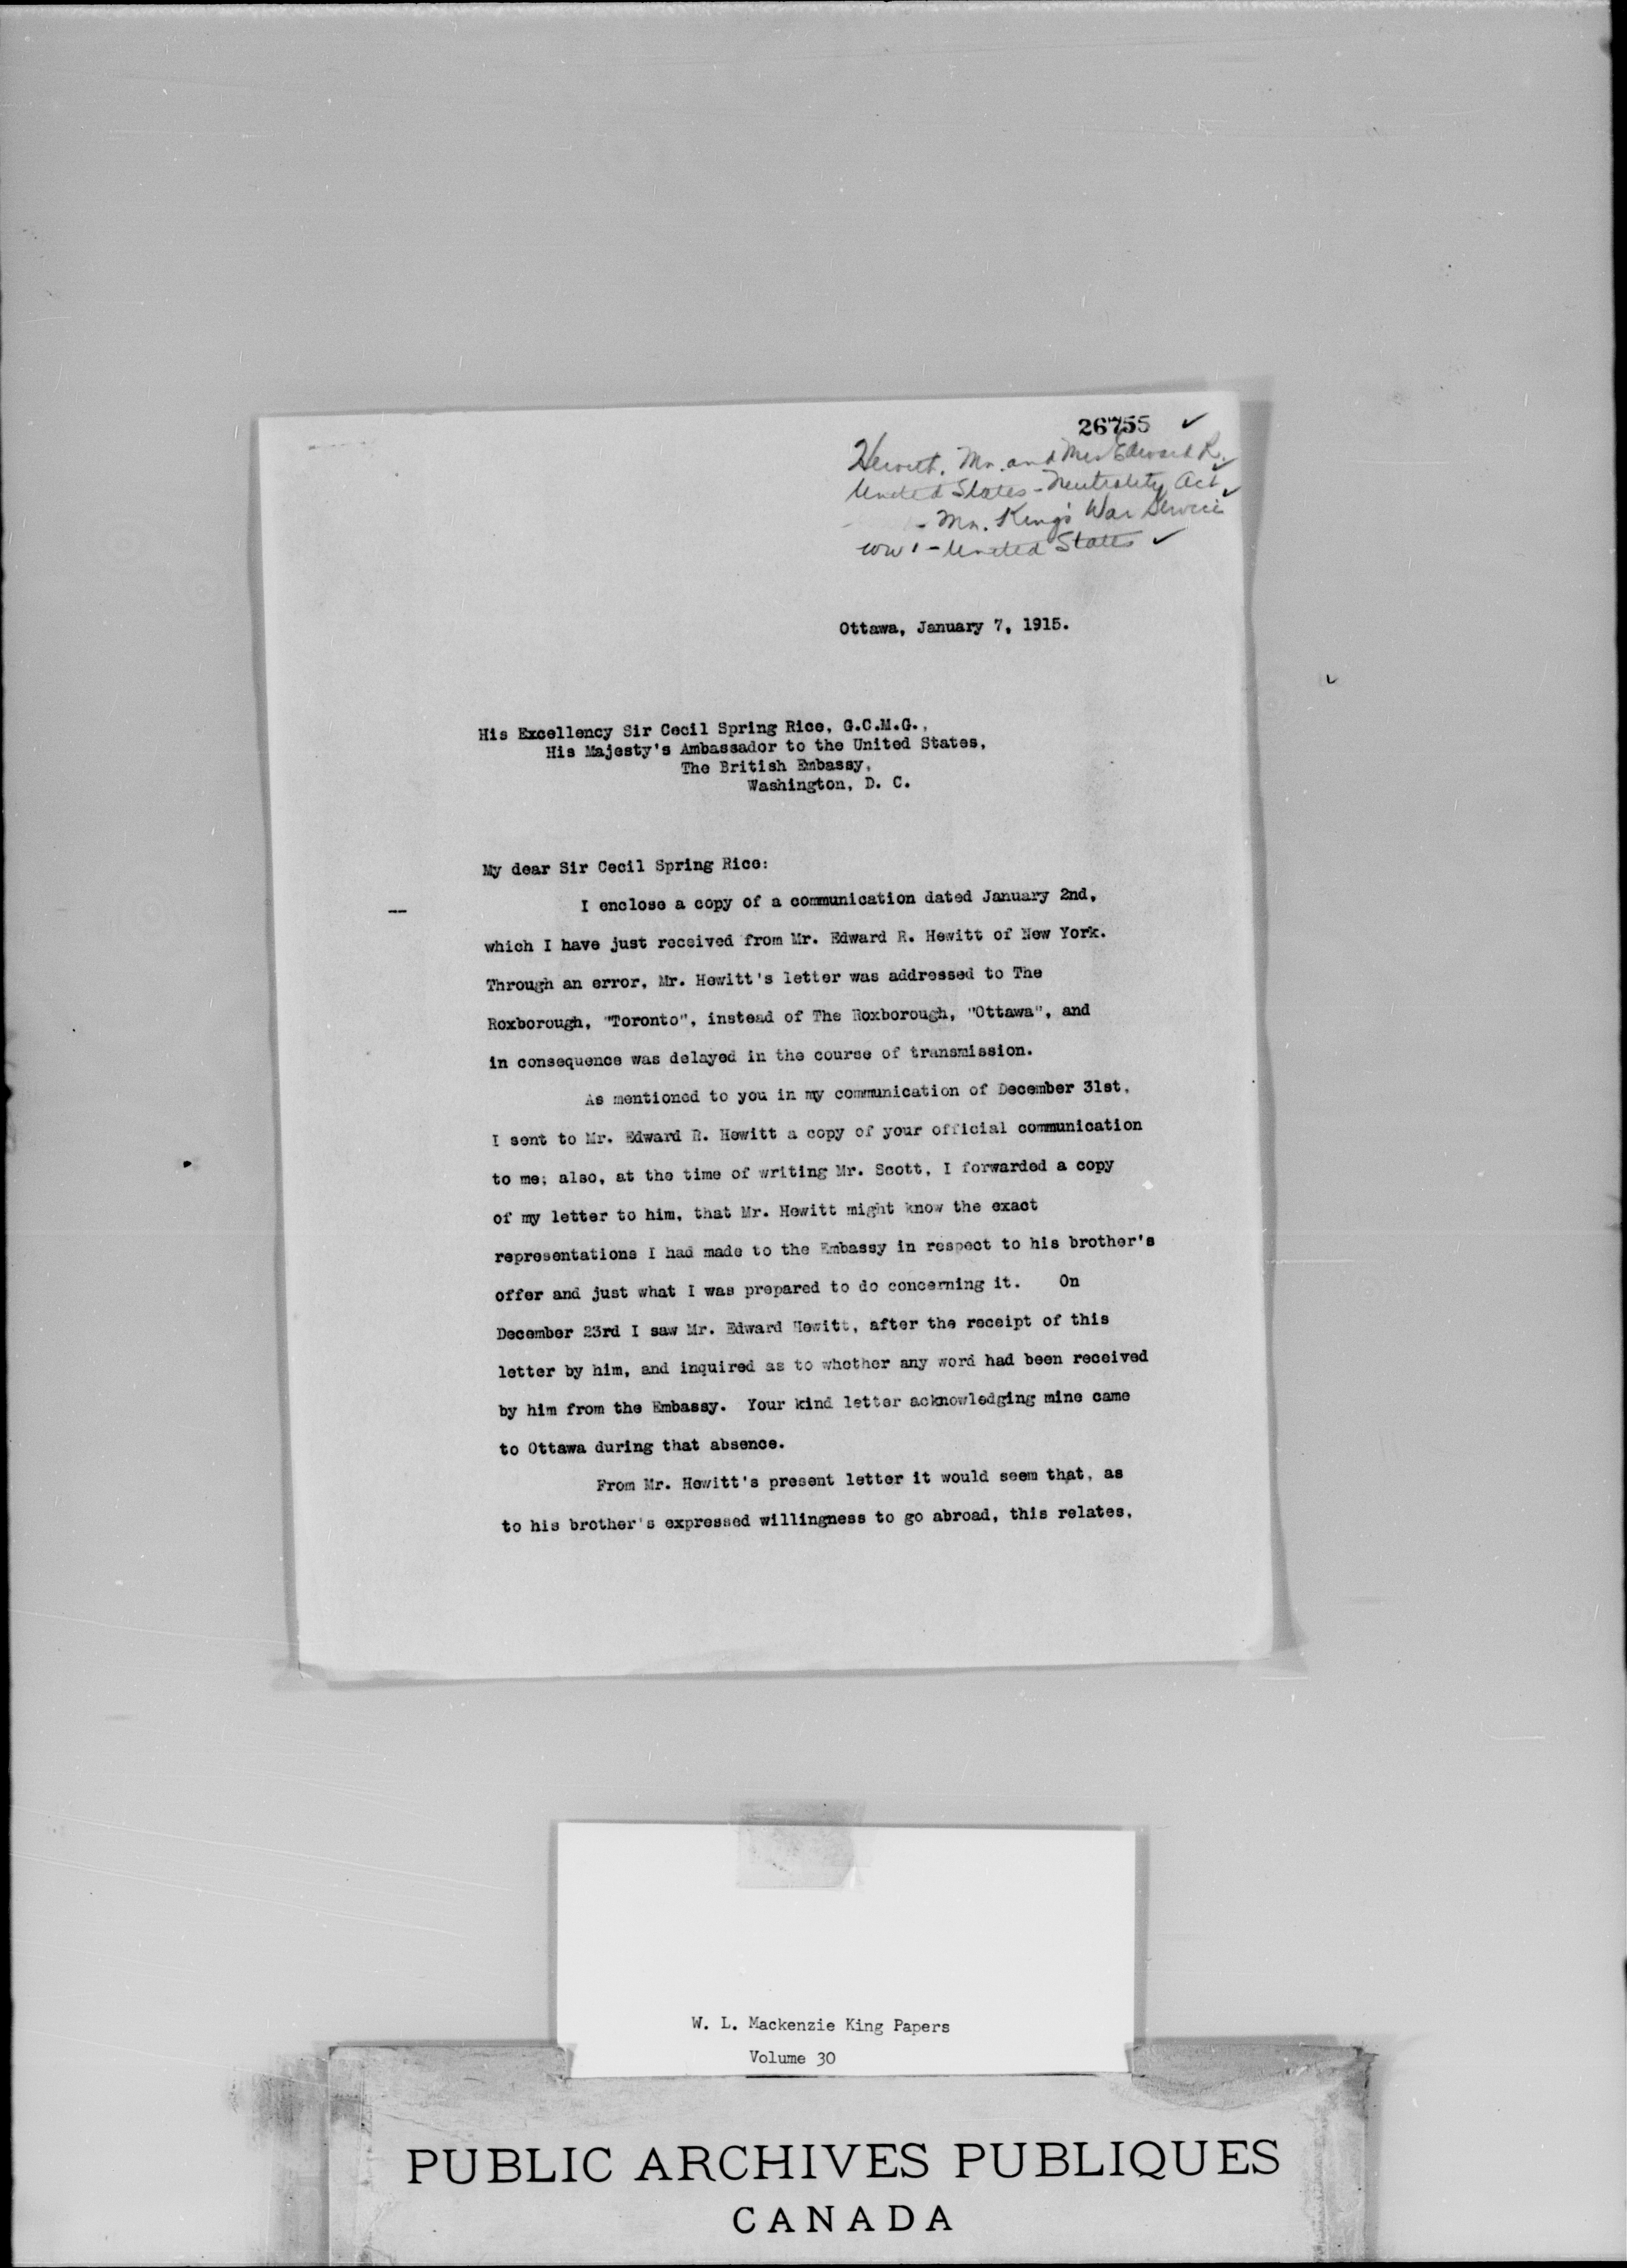 26755 ✓
Hewitt, Mr. and Mrs Edward R. ✓
United States - Neutrality Act ✓
- Mr. King's War Service
WW 1 - United States ✓
Ottawa, January 7, 1915.
His Excellency Sir Cecil Spring Rice, G.C.M.G.,
His Majesty's Ambassador to the United States,
The British Embassy,
Washington, D. C.
My dear Sir Cecil Spring Rice:
I enclose a copy of a communication dated January 2nd,
which I have just received from Mr. Edward R. Hewitt of New York.
Through an error, Mr. Hewitt's letter was addressed to The
Roxborough, "Toronto", instead of The Roxborough, "Ottawa", and
in consequence was delayed in the course of transmission.
As mentioned to you in my communication of December 31st,
I sent to Mr. Edward R. Hewitt a copy of your official communication
to me; also, at the time of writing Mr. Scott, I forwarded a copy
of my letter to him, that Mr. Hewitt might know the exact
representations I had made to the Embassy in respect to his brother's
offer and just what I was prepared to do concerning it. On
December 23rd I saw Mr. Edward Hewitt, after the receipt of this
letter by him, and inquired as to whether any word had been received
by him from the Embassy. Your kind letter acknowledging mine came
to Ottawa during that absence.
From Mr. Hewitt's present letter it would seem that, as
to his brother's expressed willingness to go abroad, this relates,
W. L. Mackenzie King Papers
Volume 30
PUBLIC ARCHIVES PUBLIQUES
CANADA